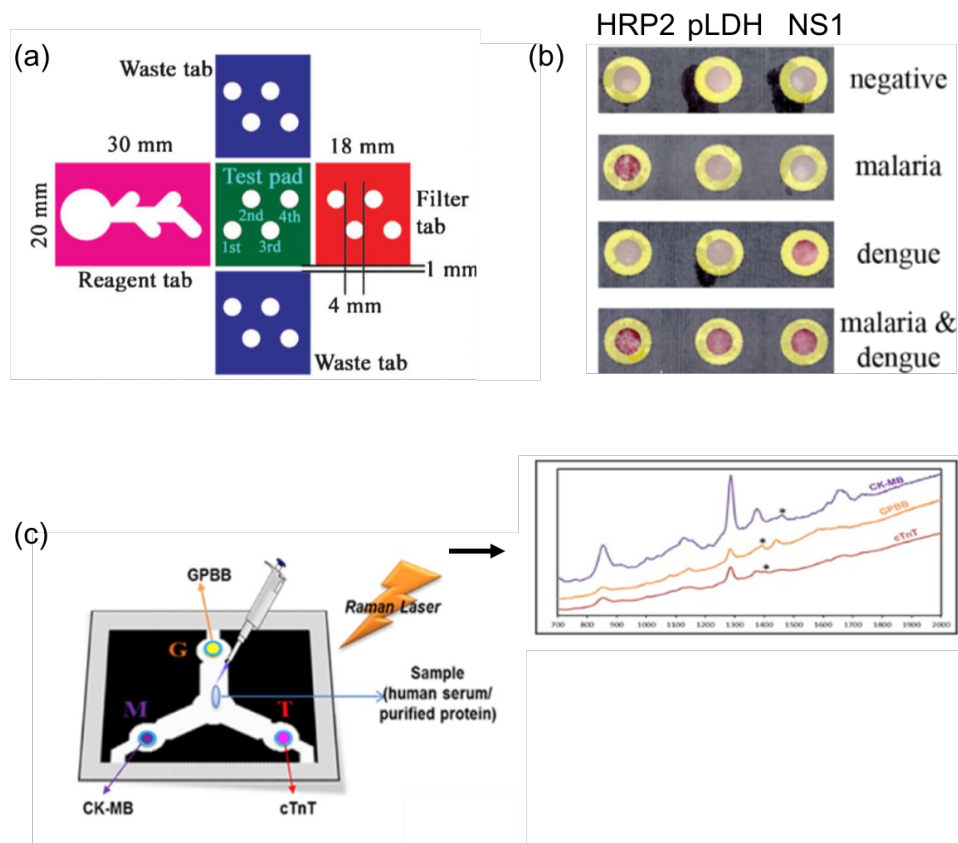 (a)
Waste tab
30 mm
18 mm
20 mm
Test pad
2nd
4th
1st
3rd
Filter
tab
Reagent tab
1 mm
4 mm
Waste tab
HRP2 pLDH NS1
(b)
negative
malaria
dengue
malaria &
dengue
(c)
GPBB
Raman Laser
G
M
T
Sample
(human serum/
purified protein)
CK-MB
cTnT
CK-MB
*
GPBB
*
cTnT
*
700 800 900 1000 1100 1200 1300 1400 1500 1600 1700 1800 1900 2000